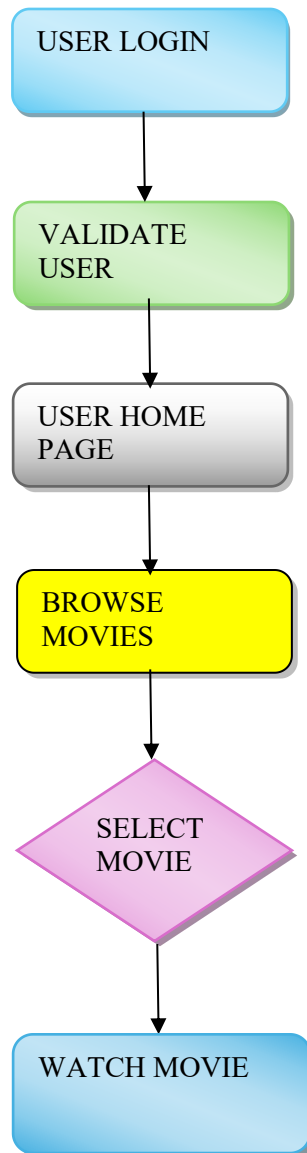 USER LOGIN
VALIDATE
USER
USER HOME
PAGE
BROWSE
MOVIES
SELECT
MOVIE
WATCH MOVIE